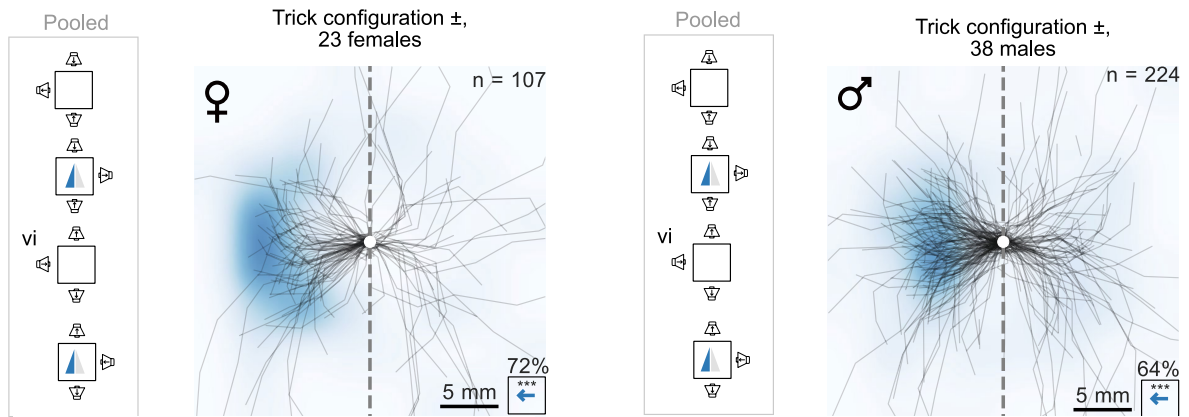 Pooled
Trick configuration ±,
23 females
♀
n = 107
vi
72%
***
5 mm
Pooled
Trick configuration ±,
38 males
♂
n = 224
vi
64%
***
5 mm